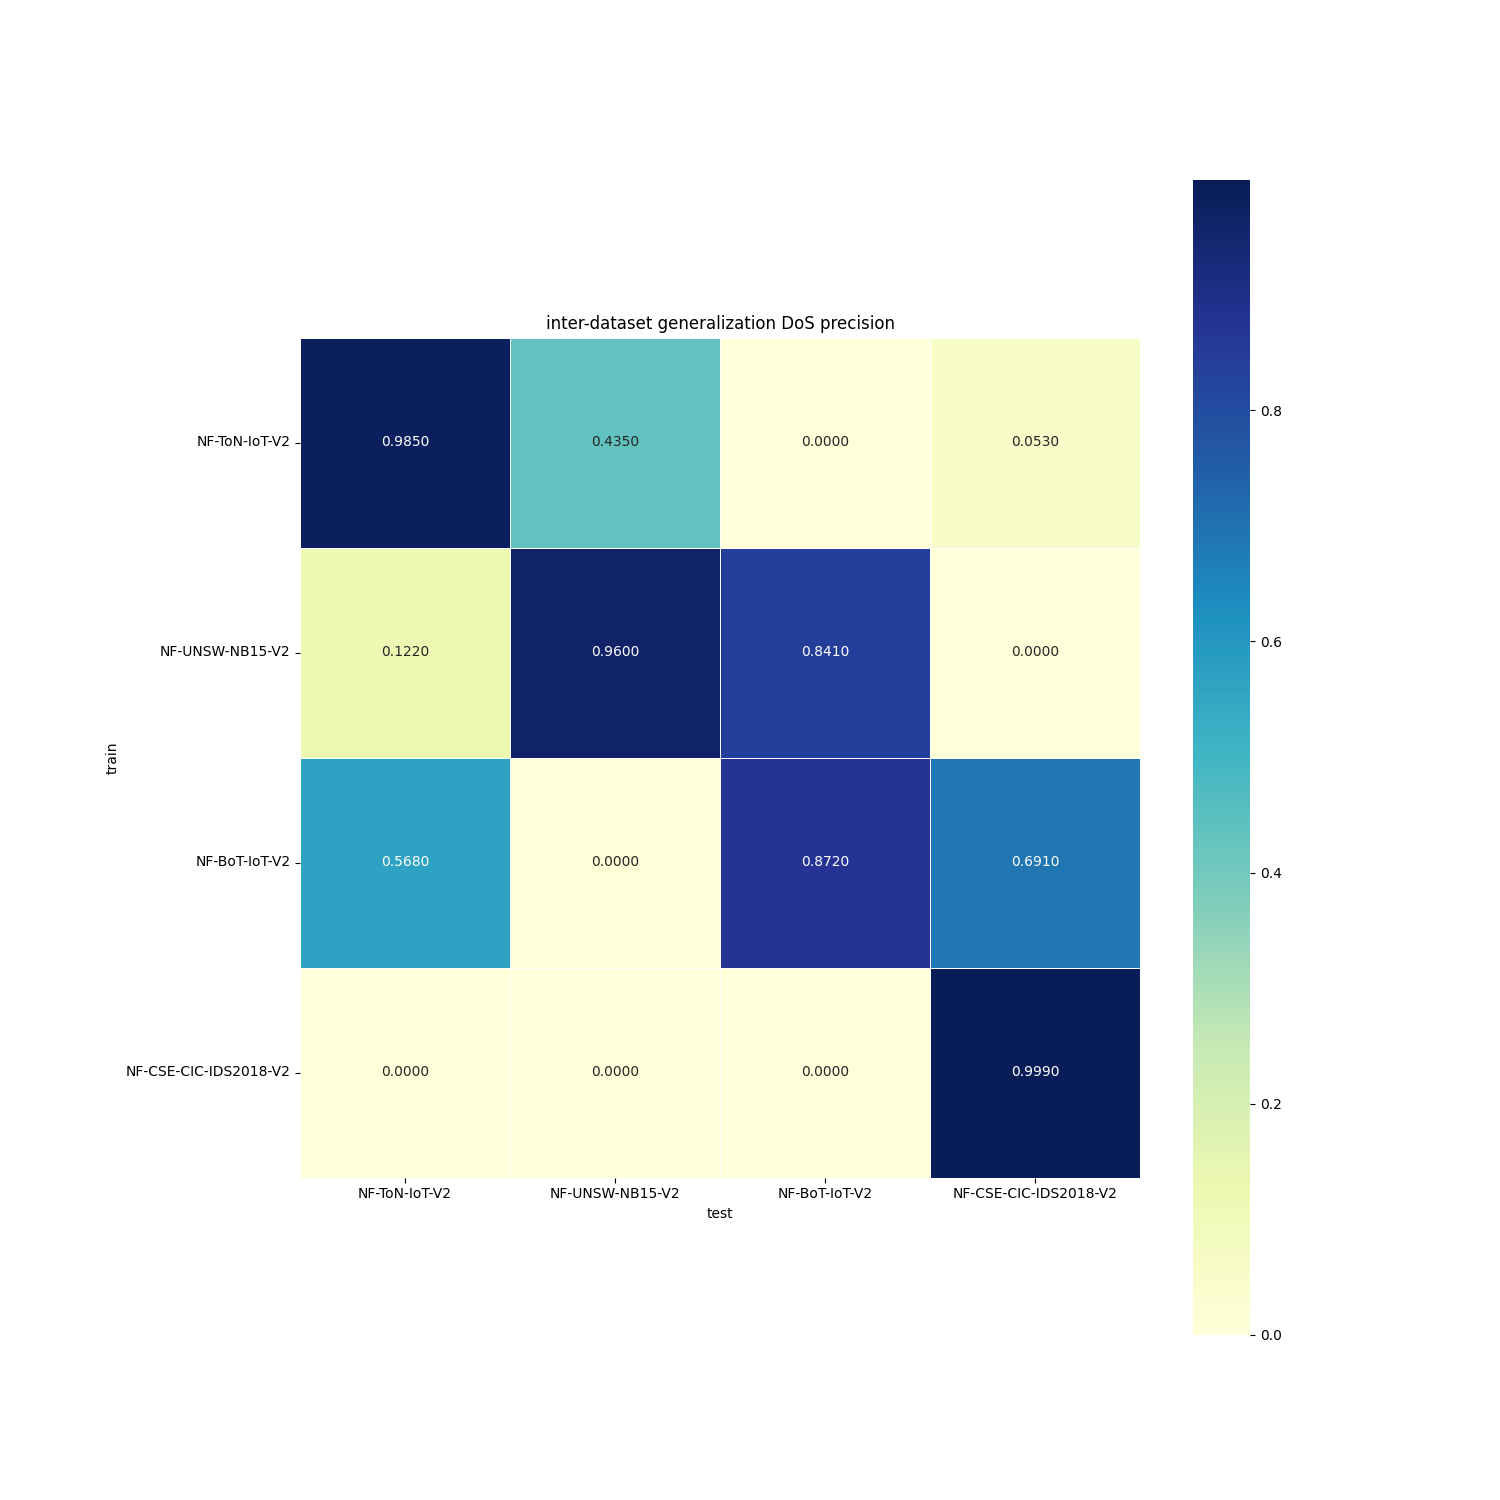 inter-dataset generalization DoS precision
NF-ToN-IoT-V2
0.9850
0.4350
0.0000
0.0530
NF-UNSW-NB15-V2
0.1220
0.9600
0.8410
0.0000
NF-BoT-IoT-V2
0.5680
0.0000
0.8720
0.6910
NF-CSE-CIC-IDS2018-V2
0.0000
0.0000
0.0000
0.9990
train
NF-ToN-IoT-V2
NF-UNSW-NB15-V2
NF-BoT-IoT-V2
NF-CSE-CIC-IDS2018-V2
test
0.8
0.6
0.4
0.2
0.0